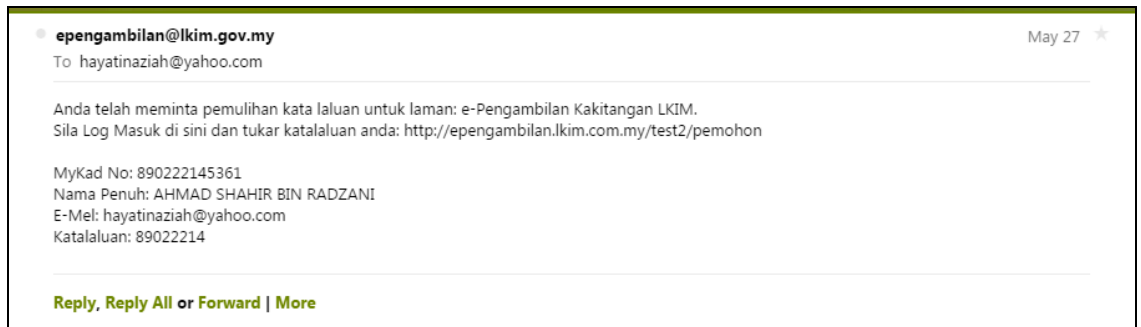 epengambilan@lkim.gov.my May 27
To hayatinaziah@yahoo.com
Anda telah meminta pemulihan kata laluan untuk laman: e-Pengambilan Kakitangan LKIM.
Sila Log Masuk di sini dan tukar katalaluan anda: http://epengambilan.lkim.com.my/test2/pemohon
MyKad No: 890222145361
Nama Penuh: AHMAD SHAHIR BIN RADZANI
E-Mel: hayatinaziah@yahoo.com
Katalaluan: 89022214
Reply, Reply All or Forward | More